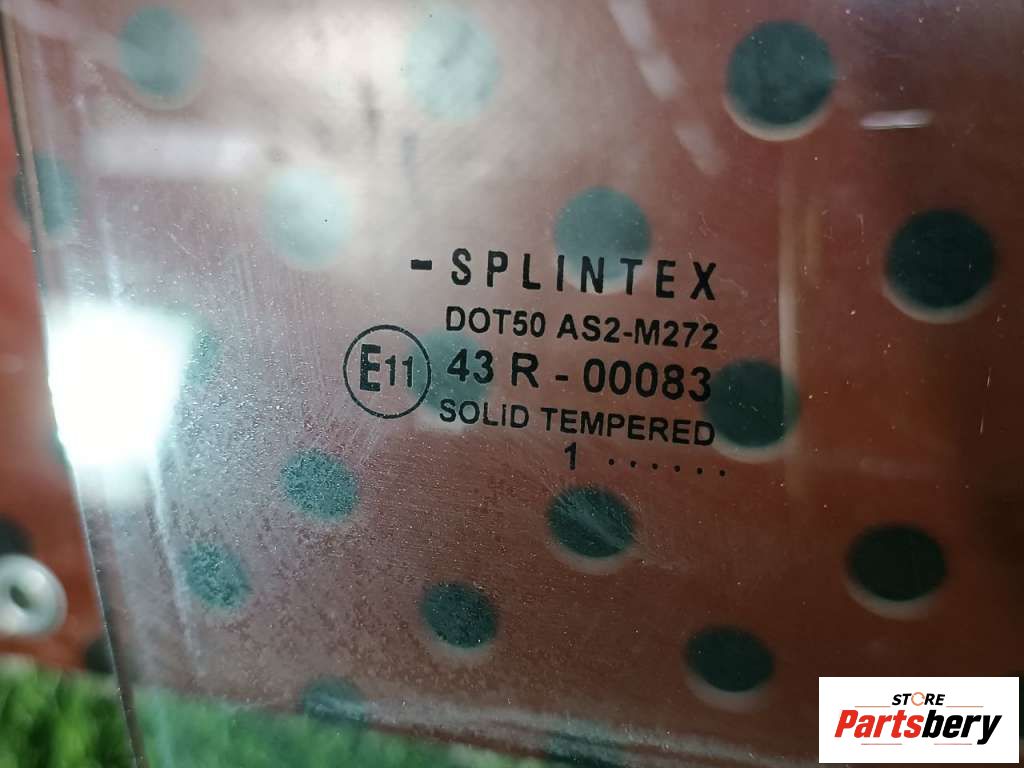 -SPLINTEX
DOT50 AS2-M272
E11
43 R - 00083
SOLID TEMPERED
1 . . . . . .
STORE
Partsbery